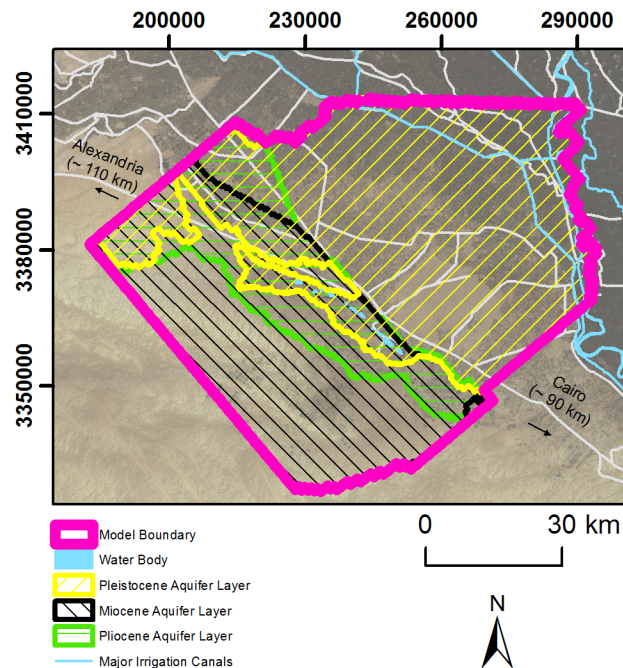 200000 230000 260000 290000
3410000
3380000
3350000
Alexandria
(~ 110 km)
Cairo
(~ 90 km)
Model Boundary
Water Body
Pleistocene Aquifer Layer
Miocene Aquifer Layer
Pliocene Aquifer Layer
Major Irrigation Canals
0 30 km
N